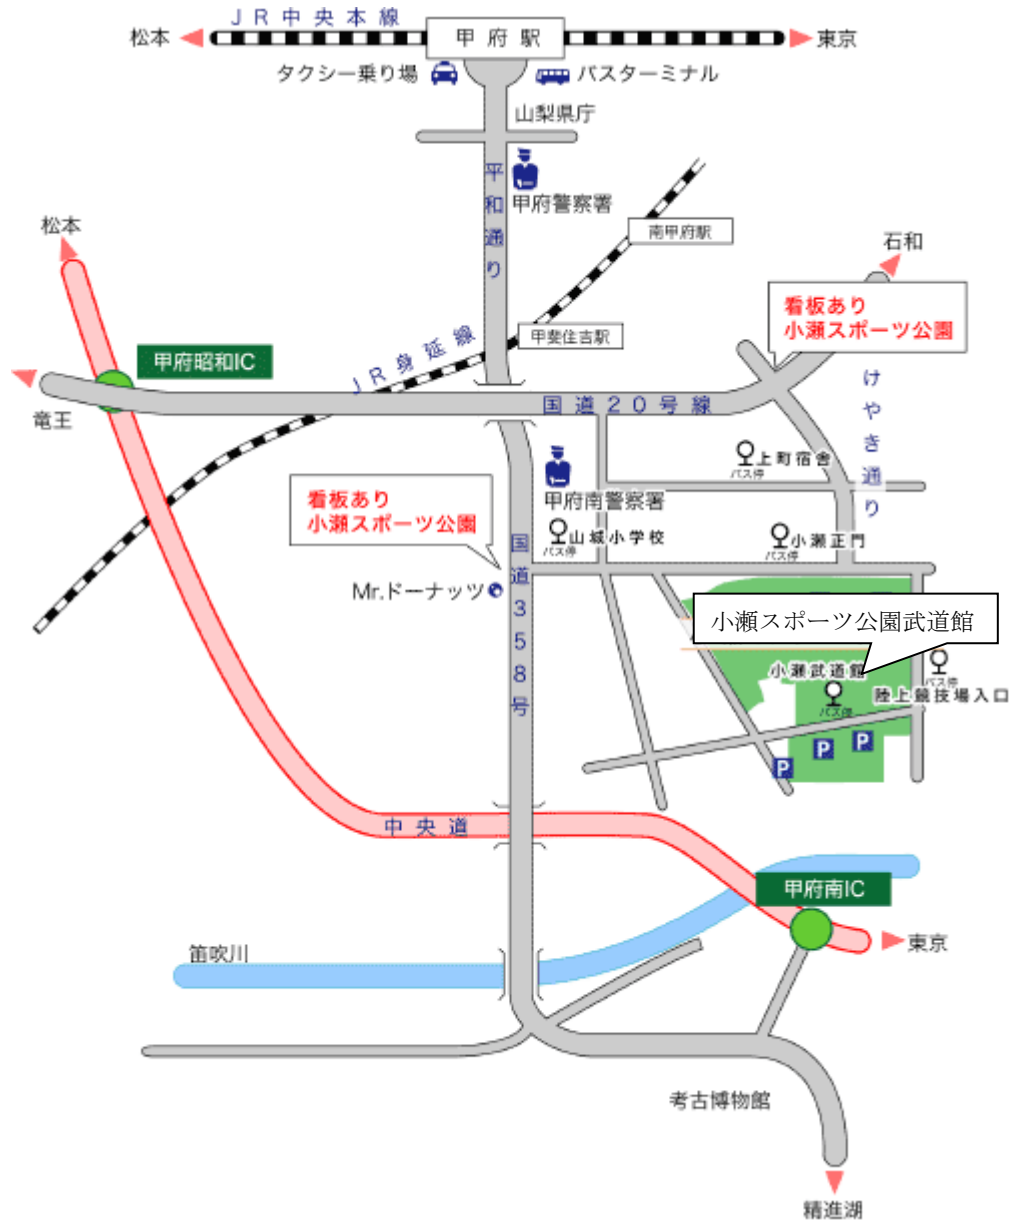 JR中央本線
松本
甲府駅
東京
タクシー乗り場
バスターミナル
山梨県庁
平和通り
甲府警察署
南甲府駅
松本
石和
看板あり
小瀬スポーツ公園
甲斐住吉駅
JR身延線
甲府昭和IC
けやき通り
竜王
国道20号線
上町宿舎
バス停
甲府南警察署
看板あり
小瀬スポーツ公園
山城小学校
バス停
小瀬正門
バス停
国道358号
Mr.ドーナッツ
小瀬スポーツ公園武道館
小瀬武道館
バス停
バス停
陸上競技場入口
P
P
P
中央道
甲府南IC
東京
笛吹川
考古博物館
精進湖